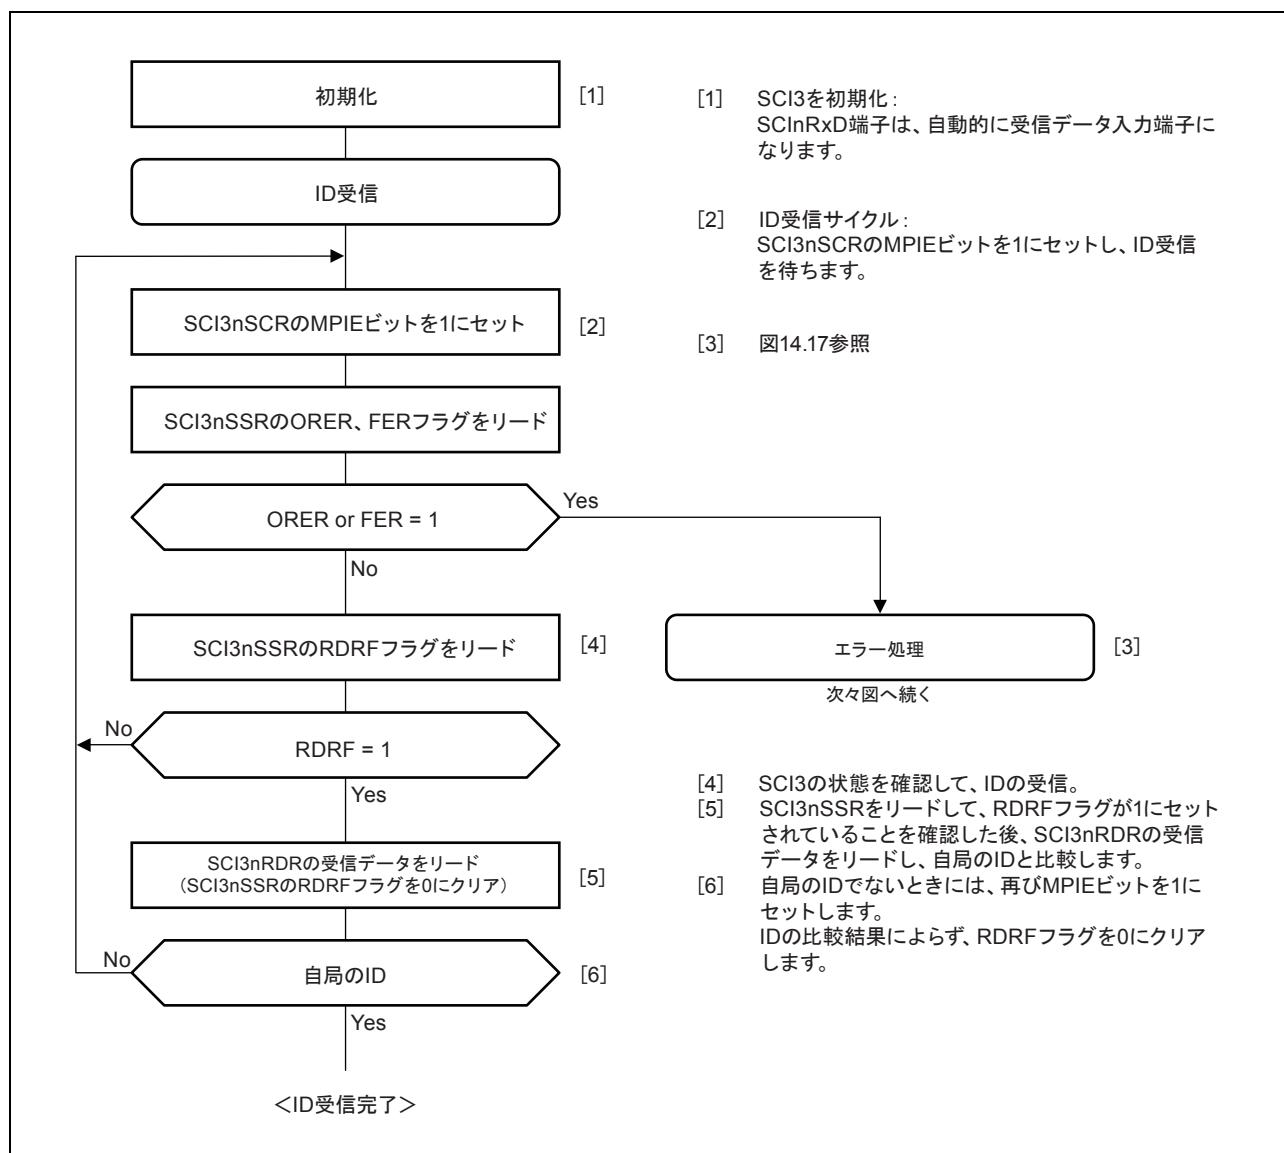 初期化 [1]
ID受信
SCI3nSCRのMPIEビットを1にセット [2]
SCI3nSSRのORER、FERフラグをリード
ORER or FER = 1
Yes
No
SCI3nSSRのRDRFフラグをリード [4]
エラー処理 [3]
次々図へ続く
No
RDRF = 1
Yes
SCI3nRDRの受信データをリード
(SCI3nSSRのRDRFフラグを0にクリア) [5]
No
自局のID [6]
Yes
＜ID受信完了＞
[1] SCI3を初期化：
SCInRxD端子は、自動的に受信データ入力端子に
なります。
[2] ID受信サイクル：
SCI3nSCRのMPIEビットを1にセットし、ID受信
を待ちます。
[3] 図14.17参照
[4] SCI3の状態を確認して、IDの受信。
[5] SCI3nSSRをリードして、RDRFフラグが1にセット
されていることを確認した後、SCI3nRDRの受信
データをリードし、自局のIDと比較します。
[6] 自局のIDでないときには、再びMPIEビットを1に
セットします。
IDの比較結果によらず、RDRFフラグを0にクリア
します。